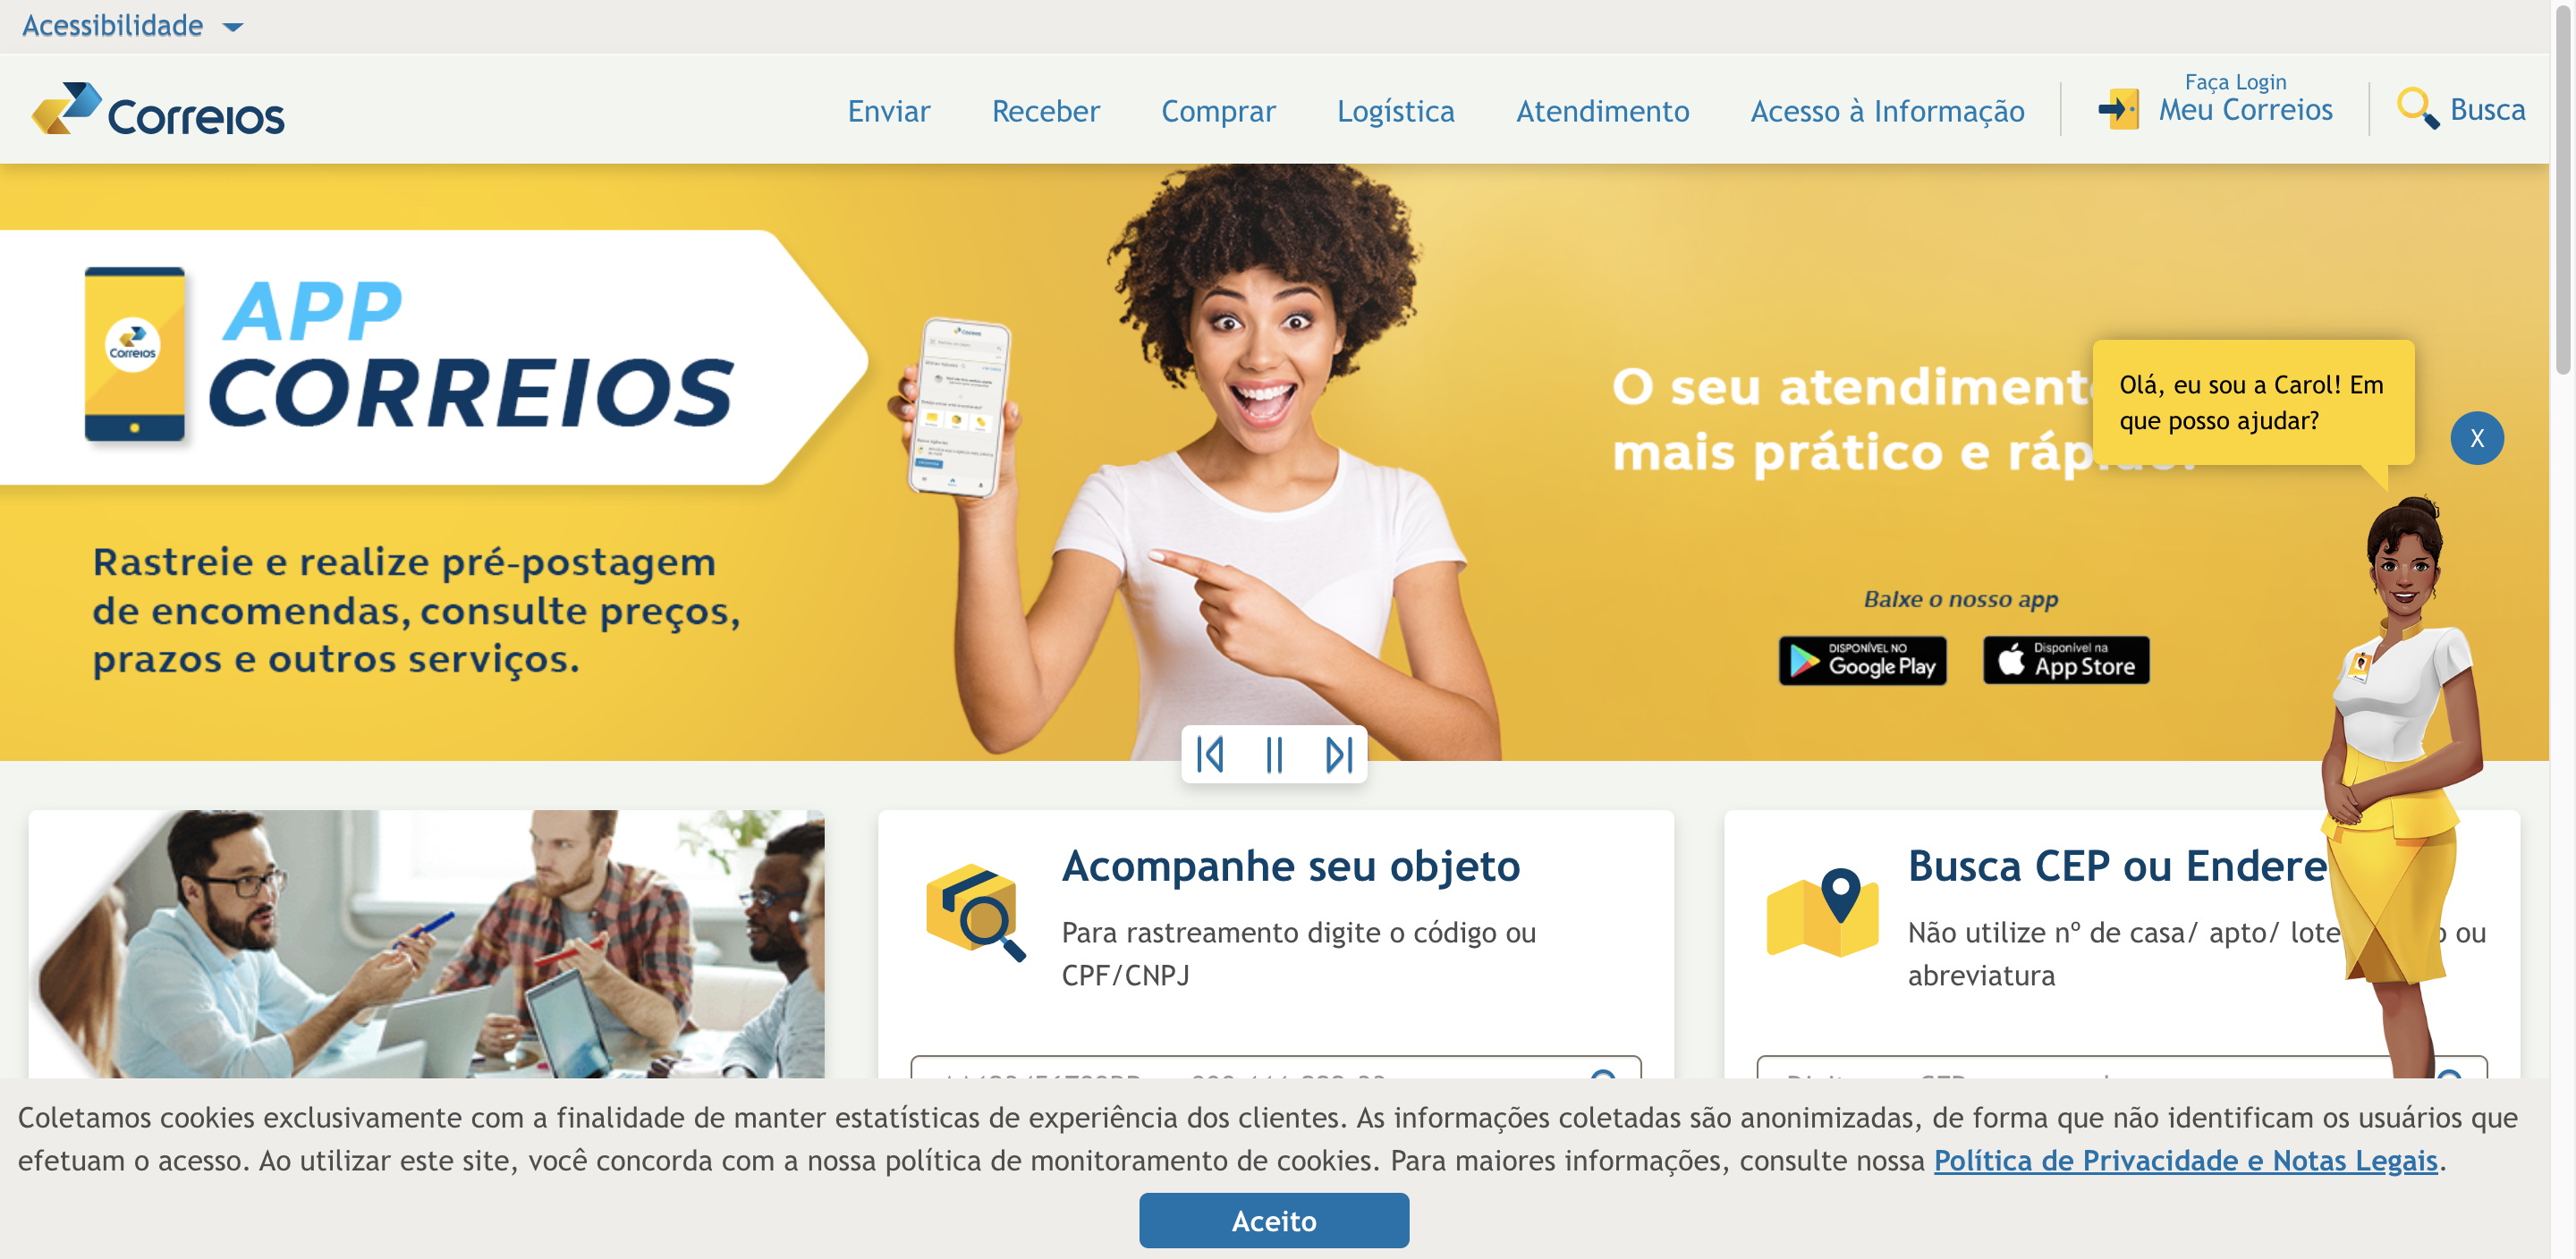 Acessibilidade
Correios
Enviar
Receber
Comprar
Logística
Atendimento
Acesso à Informação
Faça Login
Meu Correios
Busca
Correios
APP
CORREIOS
Rastreie e realize pré-postagem
de encomendas, consulte preços,
prazos e outros serviços.
O seu atendiment
mais prático e ráp
Baixe o nosso app
DISPONÍVEL NO
Google Play
Disponível na
App Store
Olá, eu sou a Carol! Em
que posso ajudar?
X
Acompanhe seu objeto
Para rastreamento digite o código ou
CPF/CNPJ
Busca CEP ou Endere
Não utilize nº de casa/ apto/ lote ou
abreviatura
Coletamos cookies exclusivamente com a finalidade de manter estatísticas de experiência dos clientes. As informações coletadas são anonimizadas, de forma que não identificam os usuários que
efetuam o acesso. Ao utilizar este site, você concorda com a nossa política de monitoramento de cookies. Para maiores informações, consulte nossa Política de Privacidade e Notas Legais.
Aceito